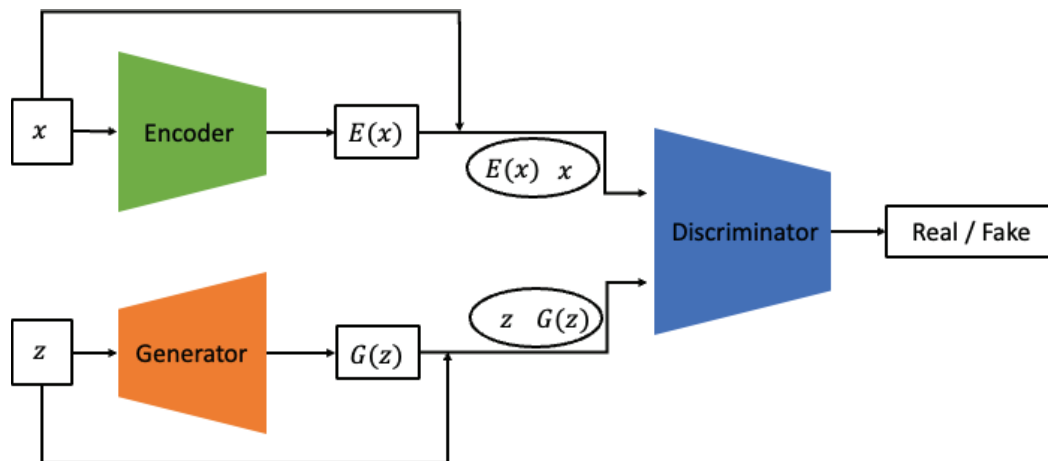 x
Encoder
E(x)
E(x) x
Discriminator
Real / Fake
z G(z)
z
Generator
G(z)